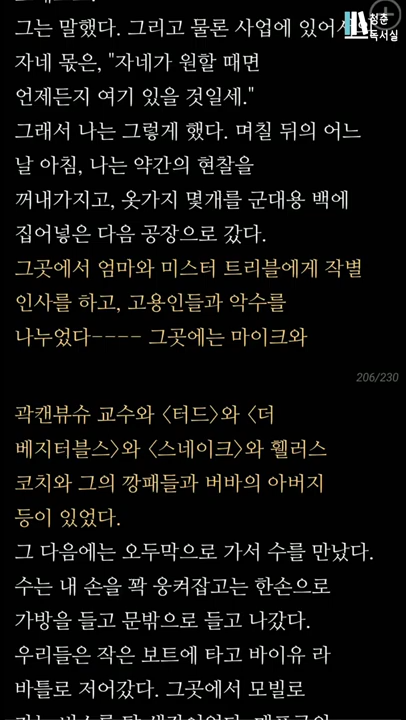 청춘
독서실
그는 말했다. 그리고 물론 사업에 있어서
자네 몫은, "자네가 원할 때면
언제든지 여기 있을 것일세."
그래서 나는 그렇게 했다. 며칠 뒤의 어느
날 아침, 나는 약간의 현찰을
꺼내가지고, 옷가지 몇개를 군대용 백에
집어넣은 다음 공장으로 갔다.
그곳에서 엄마와 미스터 트리블에게 작별
인사를 하고, 고용인들과 악수를
나누었다---- 그곳에는 마이크와
206/230
곽캔뷰슈 교수와 〈터드〉와 〈더
베지터블스〉와 〈스네이크〉와 휄러스
코치와 그의 깡패들과 버바의 아버지
등이 있었다.
그 다음에는 오두막으로 가서 수를 만났다.
수는 내 손을 꽉 웅켜잡고는 한손으로
가방을 들고 문밖으로 들고 나갔다.
우리들은 작은 보트에 타고 바이유 라
바틀로 저어갔다. 그곳에서 모빌로